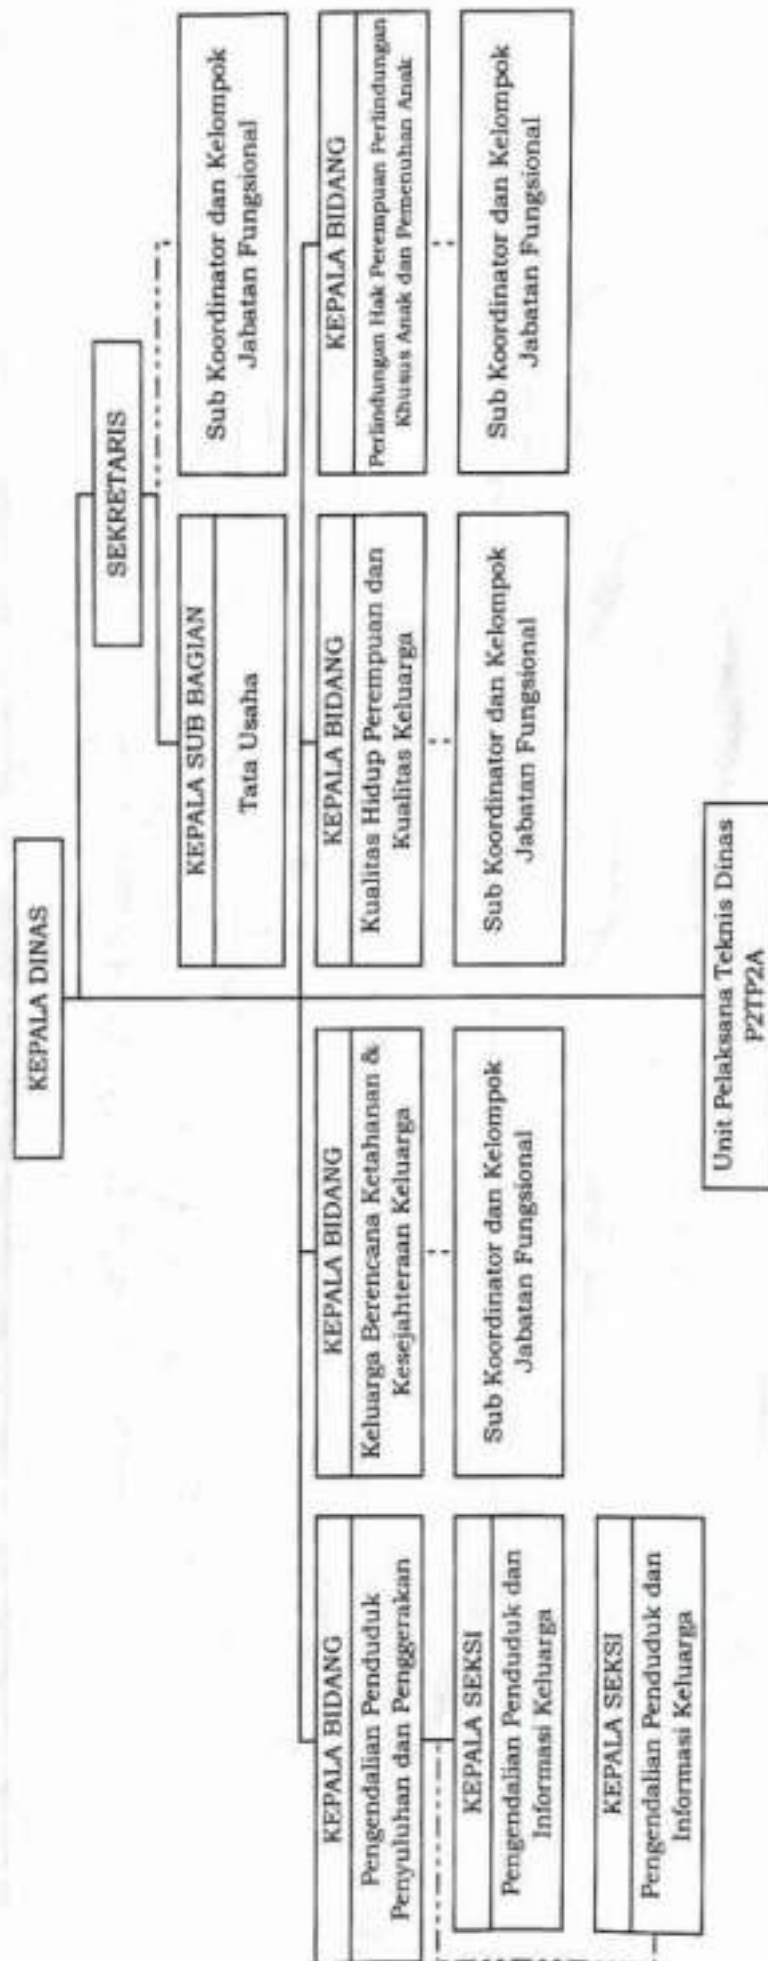 KEPALA DINAS
SEKRETARIS
KEPALA SUB BAGIAN
Tata Usaha
Sub Koordinator dan Kelompok
Jabatan Fungsional
KEPALA BIDANG
Pengendalian Penduduk
Penyuluhan dan Penggerakan
KEPALA BIDANG
Keluarga Berencana Ketahanan &
Kesejahteraan Keluarga
KEPALA BIDANG
Kualitas Hidup Perempuan dan
Kualitas Keluarga
KEPALA BIDANG
Perlindungan Hak Perempuan Perlindungan
Khusus Anak dan Pemenuhan Anak
KEPALA SEKSI
Pengendalian Penduduk dan
Informasi Keluarga
Sub Koordinator dan Kelompok
Jabatan Fungsional
Sub Koordinator dan Kelompok
Jabatan Fungsional
Sub Koordinator dan Kelompok
Jabatan Fungsional
KEPALA SEKSI
Pengendalian Penduduk dan
Informasi Keluarga
Unit Pelaksana Teknis Dinas
P2TP2A